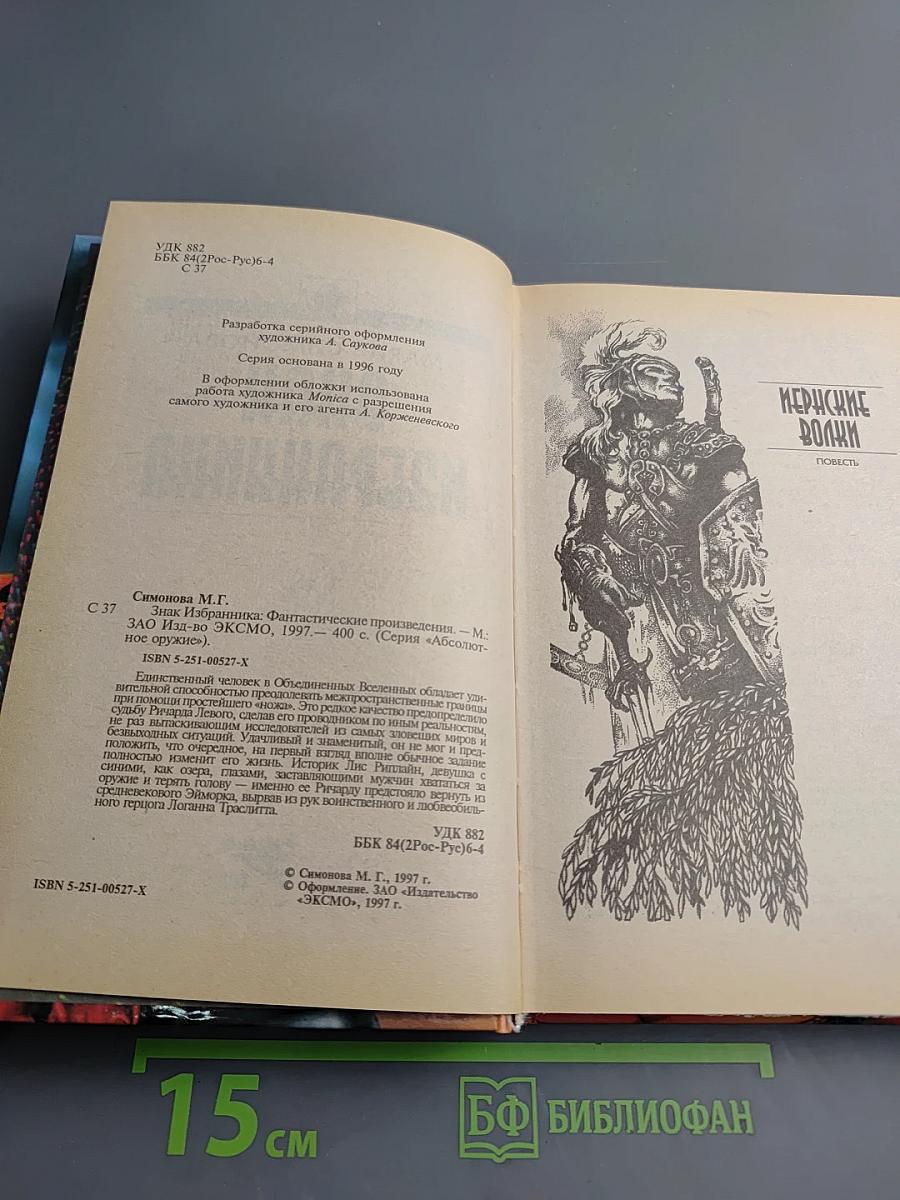 УДК 882
ББК 84(2Рос-Рус)6-4
С 37
Разработка серийного оформления
художника А. Саукова
Серия основана в 1996 году
В оформлении обложки использована
работа художника Monica с разрешения
самого художника и его агента А. Корженевского
Симонова М.Г.
С 37
Знак Избранника: Фантастические произведения. — М.:
ЗАО Изд-во ЭКСМО, 1997.— 400 с. (Серия «Абсолют-
ное оружие»).
ISBN 5-251-00527-X
Единственный человек в Объединенных Вселенных обладает уди-
вительной способностью преодолевать межпространственные границы
при помощи простейшего «ножа». Это редкое качество предопределило
судьбу Ричарда Левого, сделав его проводником по иным реальностям,
не раз вытаскивающим исследователей из самых зловещих миров и
безвыходных ситуаций. Удачливый и знаменитый, он не мог и пред-
положить, что очередное, на первый взгляд вполне обычное задание
полностью изменит его жизнь. Историк Лис Риплайн, девушка с
синими, как озера, глазами, заставляющими мужчин хвататься за
оружие и терять голову — именно ее Ричарду предстояло вернуть из
средневекового Эйморка, вырвав из рук воинственного и любвеобиль-
ного герцога Логанна Траслитта.
УДК 882
ББК 84(2Рос-Рус)6-4
© Симонова М. Г., 1997 г.
© Оформление. ЗАО «Издательство
«ЭКСМО», 1997 г.
ISBN 5-251-00527-X
ИЕРНСКИЕ
ВОЛКИ
ПОВЕСТЬ
15 см
БФ БИБЛИОФАН